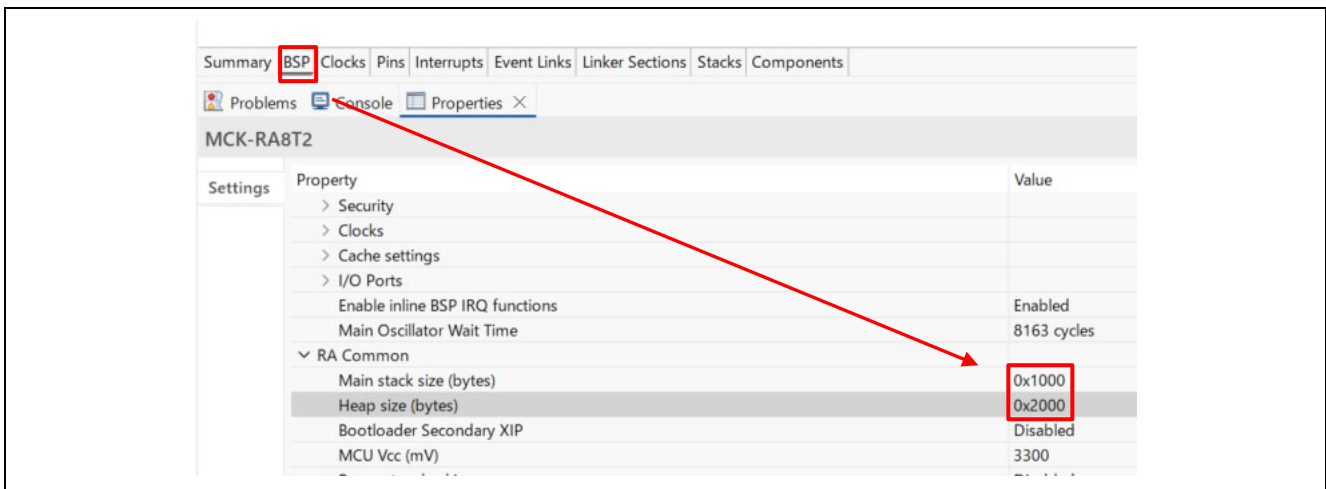 Summary BSP Clocks Pins Interrupts Event Links Linker Sections Stacks Components
Problems Console Properties
MCK-RA8T2
Settings Property Value
> Security
> Clocks
> Cache settings
> I/O Ports
Enable inline BSP IRQ functions Enabled
Main Oscillator Wait Time 8163 cycles
RA Common
Main stack size (bytes) 0x1000
Heap size (bytes) 0x2000
Bootloader Secondary XIP Disabled
MCU Vcc (mV) 3300